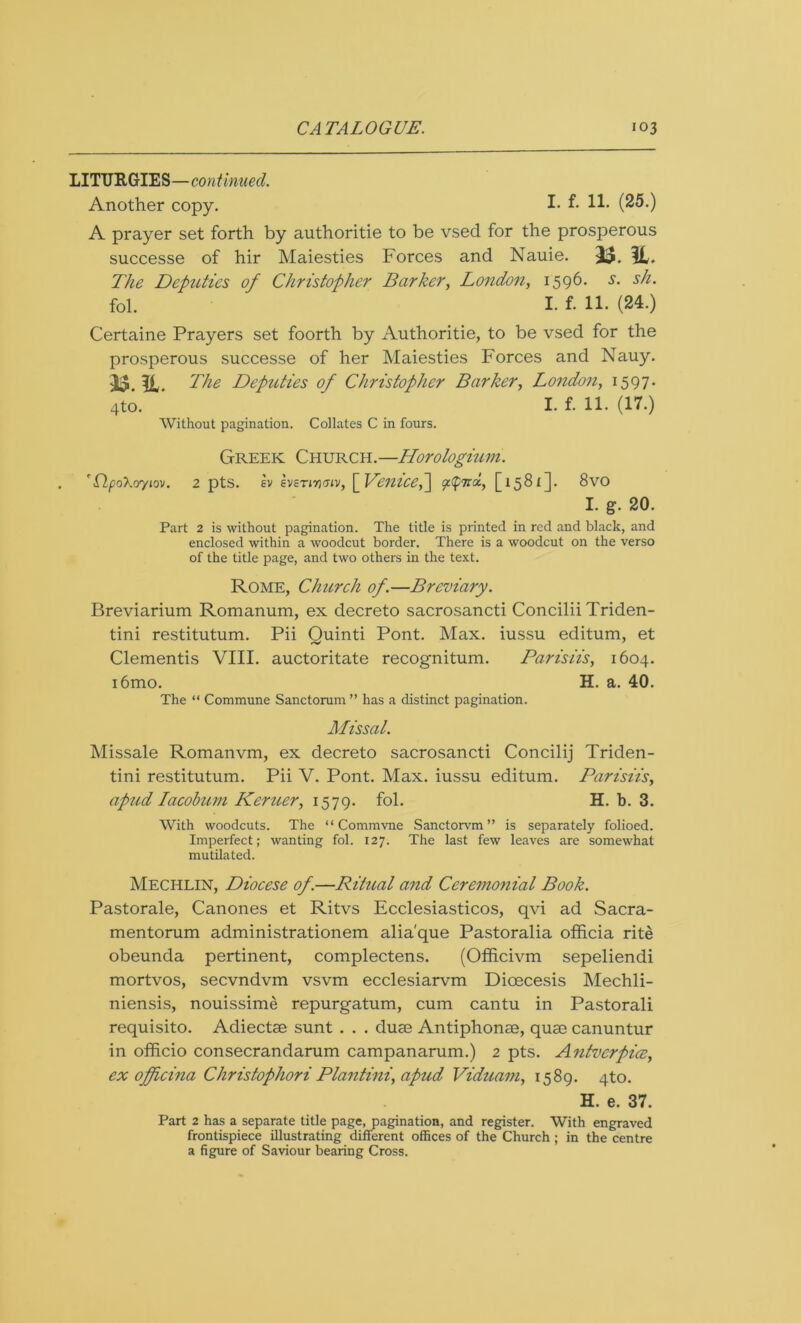 CATALOGUE. 103
LITURGIES—continued.
Another copy. I. f. 11. (25.)
A prayer set forth by authoritie to be vsed for the prosperous
successe of hir Maiesties Forces and Nauie. B. L.
The Deputies of Christopher Barker, London, 1596. s. sh.
fol. I. f. 11. (24.)
Certaine Prayers set foorth by Authoritie, to be vsed for the
prosperous successe of her Maiesties Forces and Nauy.
B. L. The Deputies of Christopher Barker, London, 1597.
4to. I. f. 11. (17.)
Without pagination. Collates C in fours.
GREEK CHURCH.—Horologium.
Ὡρολογιον. 2 pts. ἐν ἐνετιησιν, [Venice,] ͵αφπά, [1581]. 8vo
I. g. 20.
Part 2 is without pagination. The title is printed in red and black, and
enclosed within a woodcut border. There is a woodcut on the verso
of the title page, and two others in the text.
ROME, Church of.—Breviary.
Breviarium Romanum, ex decreto sacrosancti Concilii Triden-
tini restitutum. Pii Quinti Pont. Max. iussu editum, et
Clementis VIII. auctoritate recognitum. Parisiis, 1604.
16mo. H. a. 40.
The “ Commune Sanctorum ” has a distinct pagination.
Missal.
Missale Romanvm, ex decreto sacrosancti Concilij Triden-
tini restitutum. Pii V. Pont. Max. iussu editum. Parisiis,
apud Iacobum Keruer, 1579. fol. H. b. 3.
With woodcuts. The “Commvne Sanctorvm” is separately folioed.
Imperfect; wanting fol. 127. The last few leaves are somewhat
mutilated.
MECHLIN, Diocese of.—Ritual and Ceremonial Book.
Pastorale, Canones et Ritvs Ecclesiasticos, qvi ad Sacra-
mentorum administrationem alia'que Pastoralia officia ritè
obeunda pertinent, complectens. (Officivm sepeliendi
mortvos, secvndvm vsvm ecclesiarvm Diœcesis Mechli-
niensis, nouissimè repurgatum, cum cantu in Pastorali
requisito. Adiectæ sunt . . . duæ Antiphonæ, quæ canuntur
in officio consecrandarum campanarum.) 2 pts. Antverpiæ,
ex officina Christophori Plantini, apud Viduam, 1589. 4to.
H. e. 37.
Part 2 has a separate title page, pagination, and register. With engraved
frontispiece illustrating different offices of the Church ; in the centre
a figure of Saviour bearing Cross.